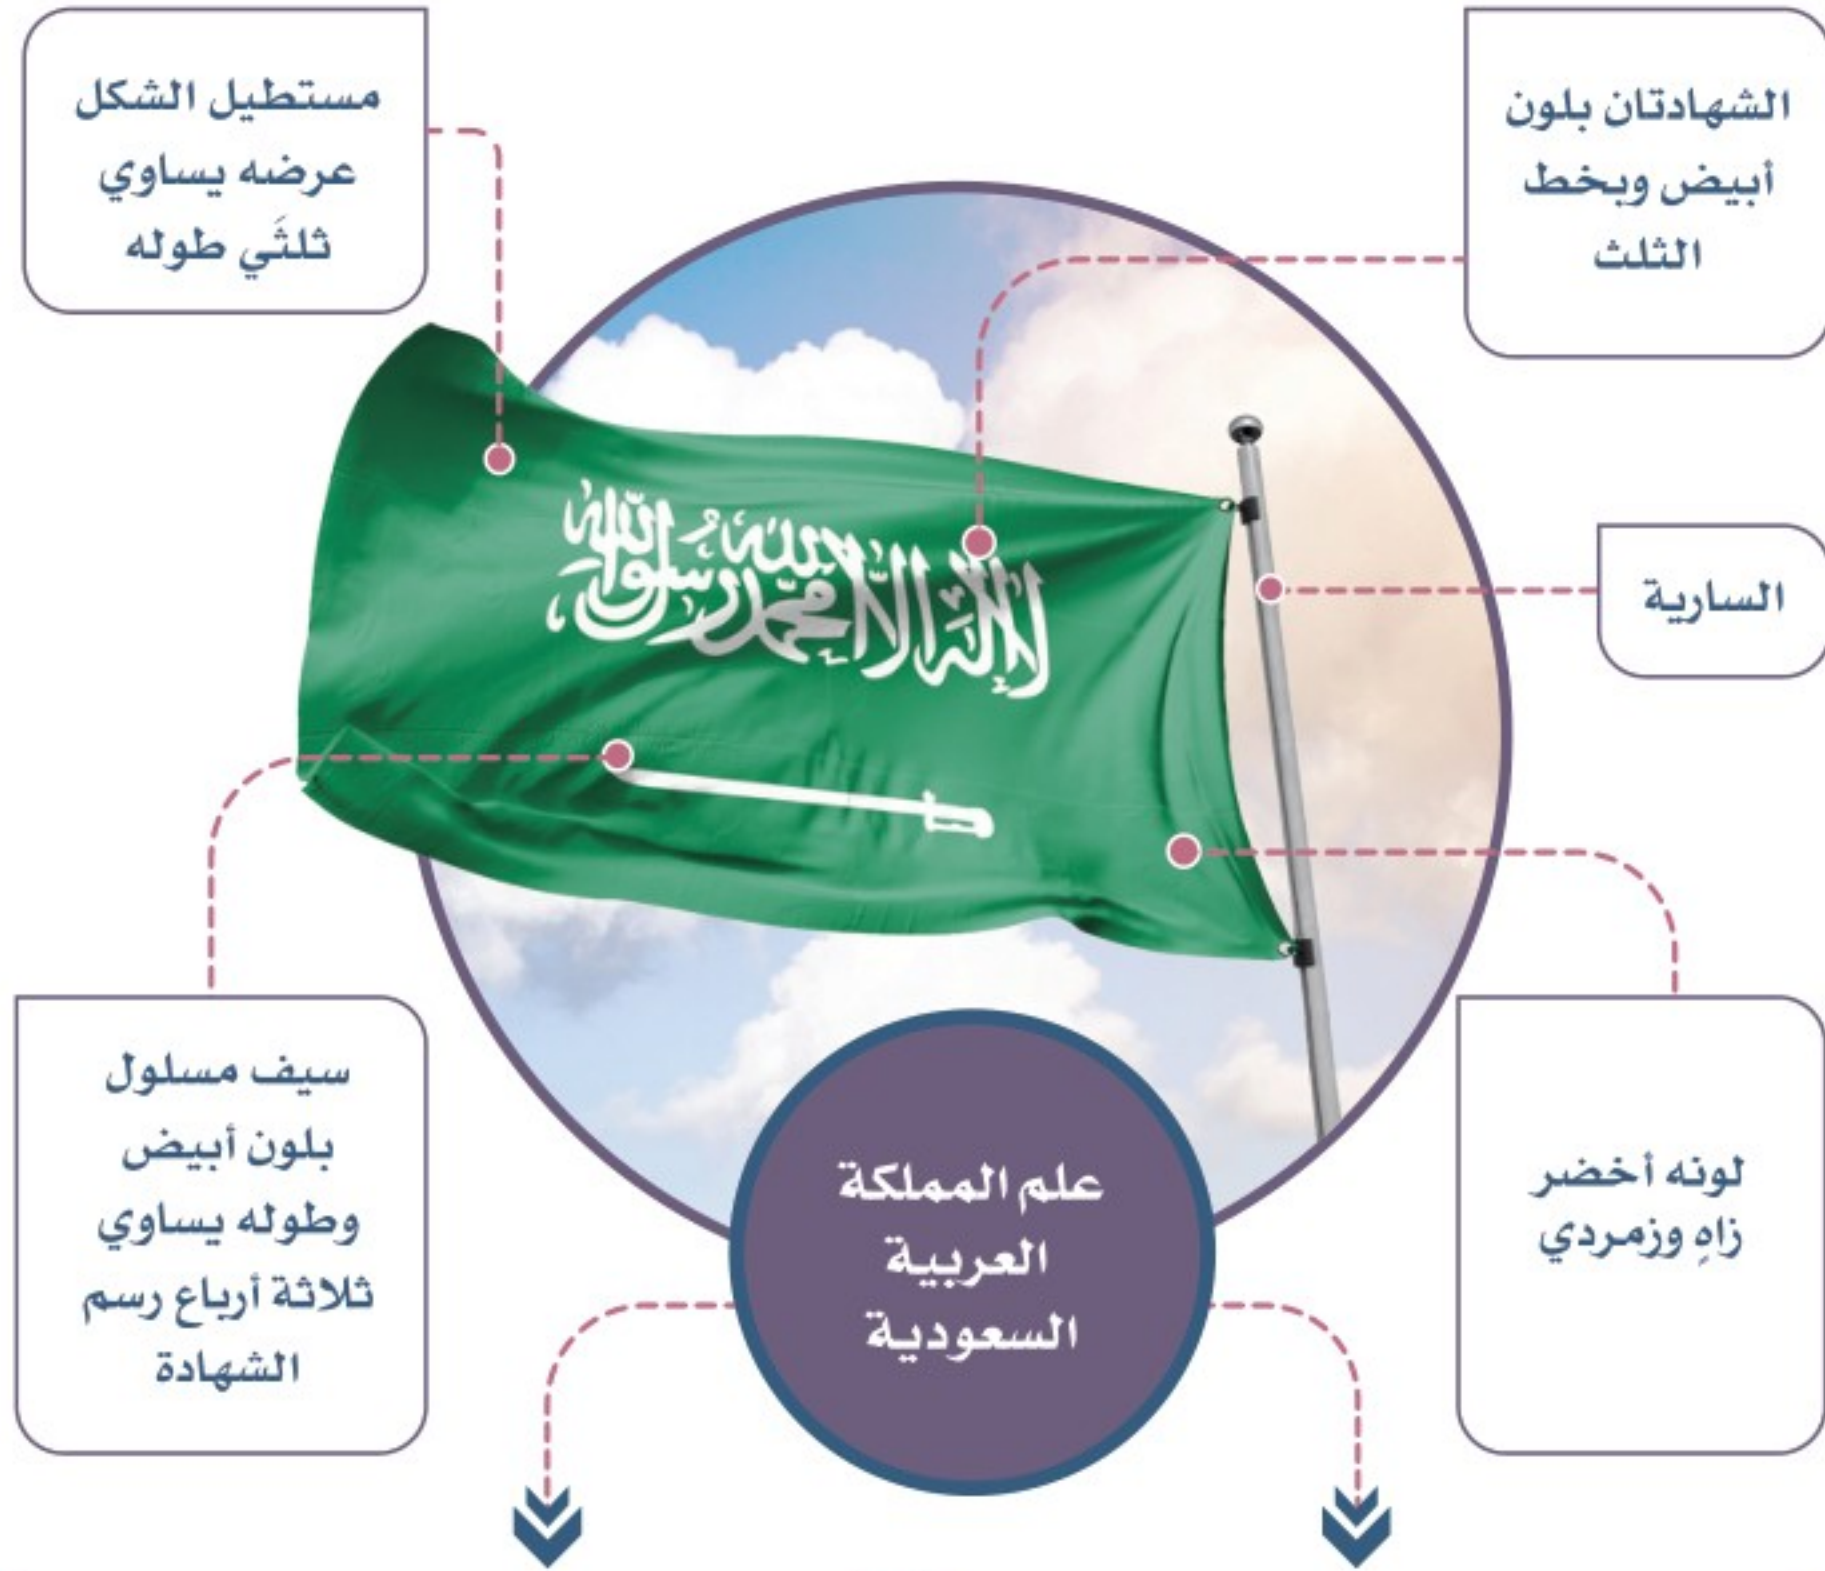 الشهادتان بلون
أبيض وبخط
الثلث
مستطيل الشكل
عرضه يساوي
ثلثَي طوله
لا إله إلا الله محمد رسول الله
السارية
لونه أخضر
زاهِ وزمردي
سيف مسلول
بلون أبيض
وطوله يساوي
ثلاثة أرباع رسم
الشهادة
علم المملكة
العربية
السعودية